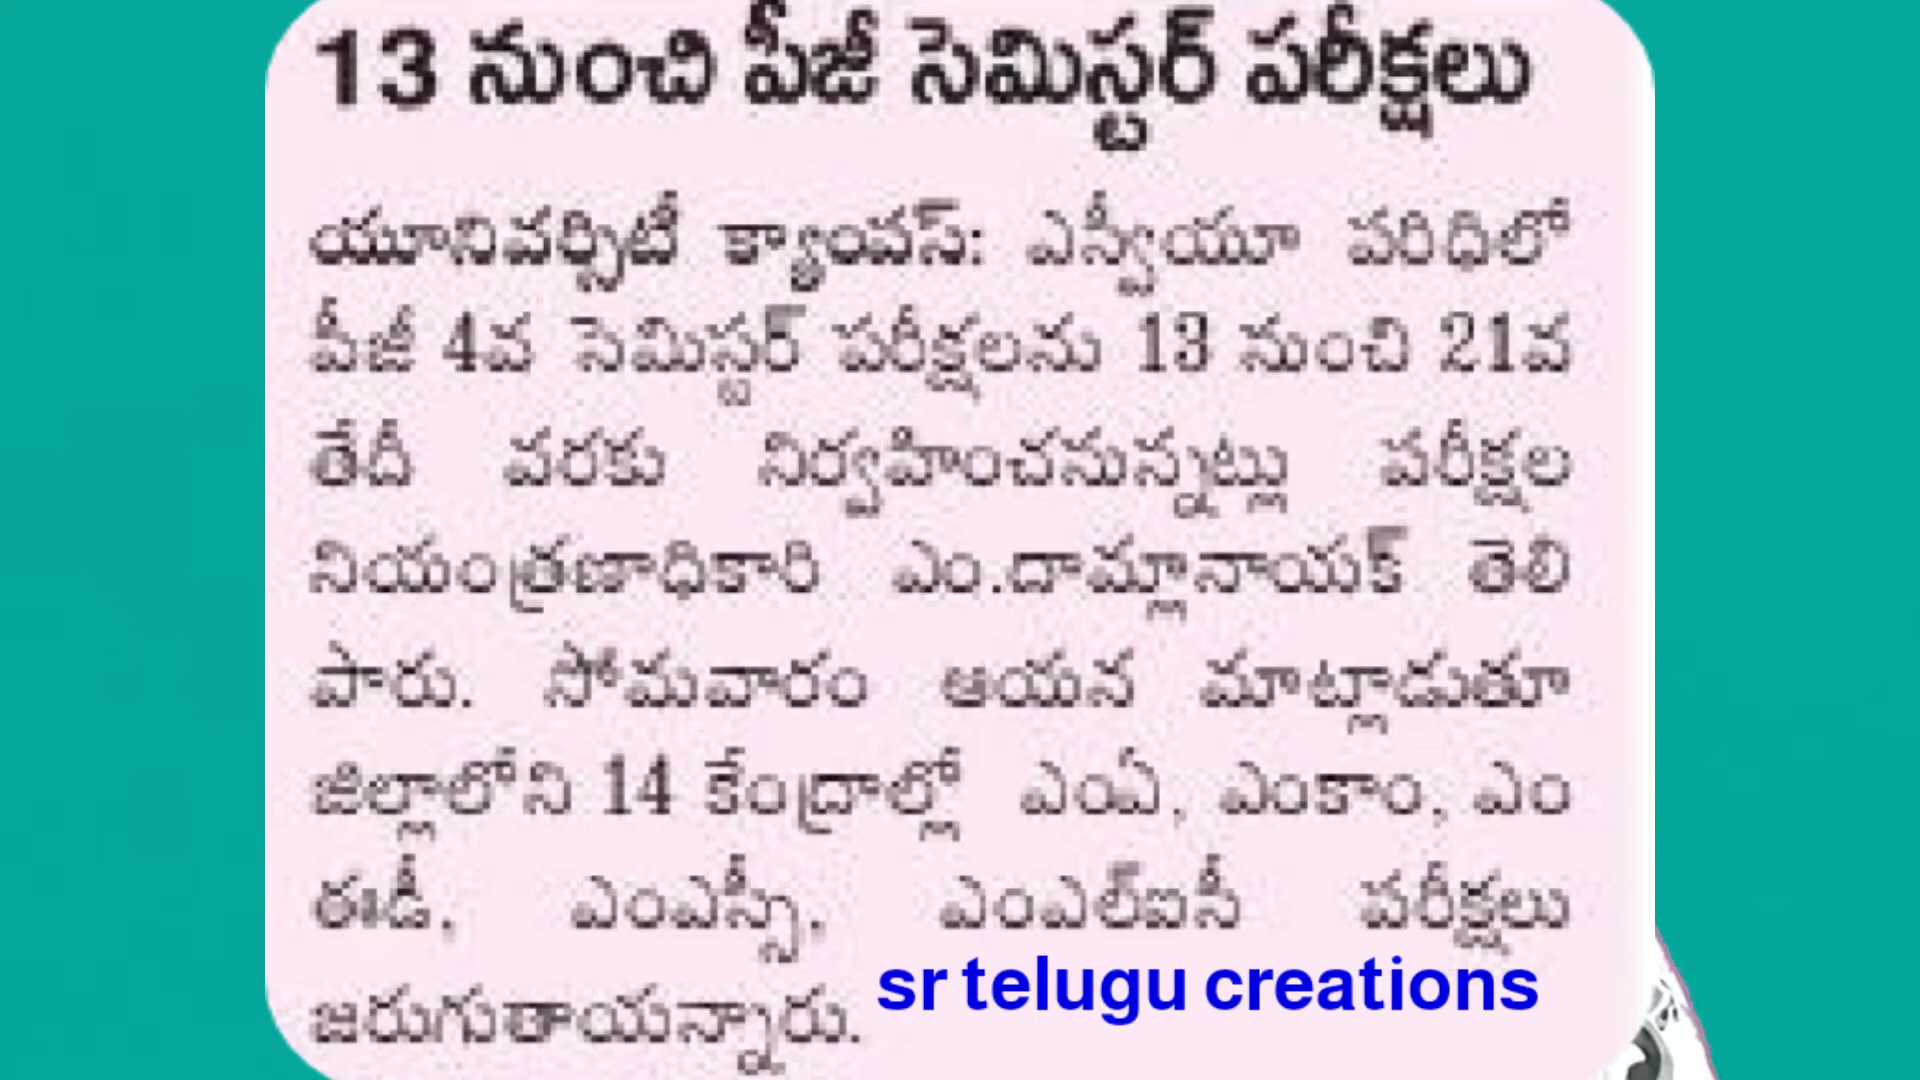 13 నుంచి పీజీ సెమిస్టర్ పరీక్షలు
యూనివర్సిటీ క్యాంపస్: ఎస్వీయూ పరిధిలో
పీజీ 4వ సెమిస్టర్ పరీక్షలను 13 నుంచి 21వ
తేదీ వరకు నిర్వహించనున్నట్లు పరీక్షల
నియంత్రణాధికారి ఎం.దామ్లానాయక్ తెలి
పారు. సోమవారం ఆయన మాట్లాడుతూ
జిల్లాలోని 14 కేంద్రాల్లో ఎంఏ, ఎంకాం, ఎం
ఈడీ, ఎంఎస్సీ, ఎంఎల్ఐసీ పరీక్షలు
జరుగుతాయన్నారు.
sr telugu creations